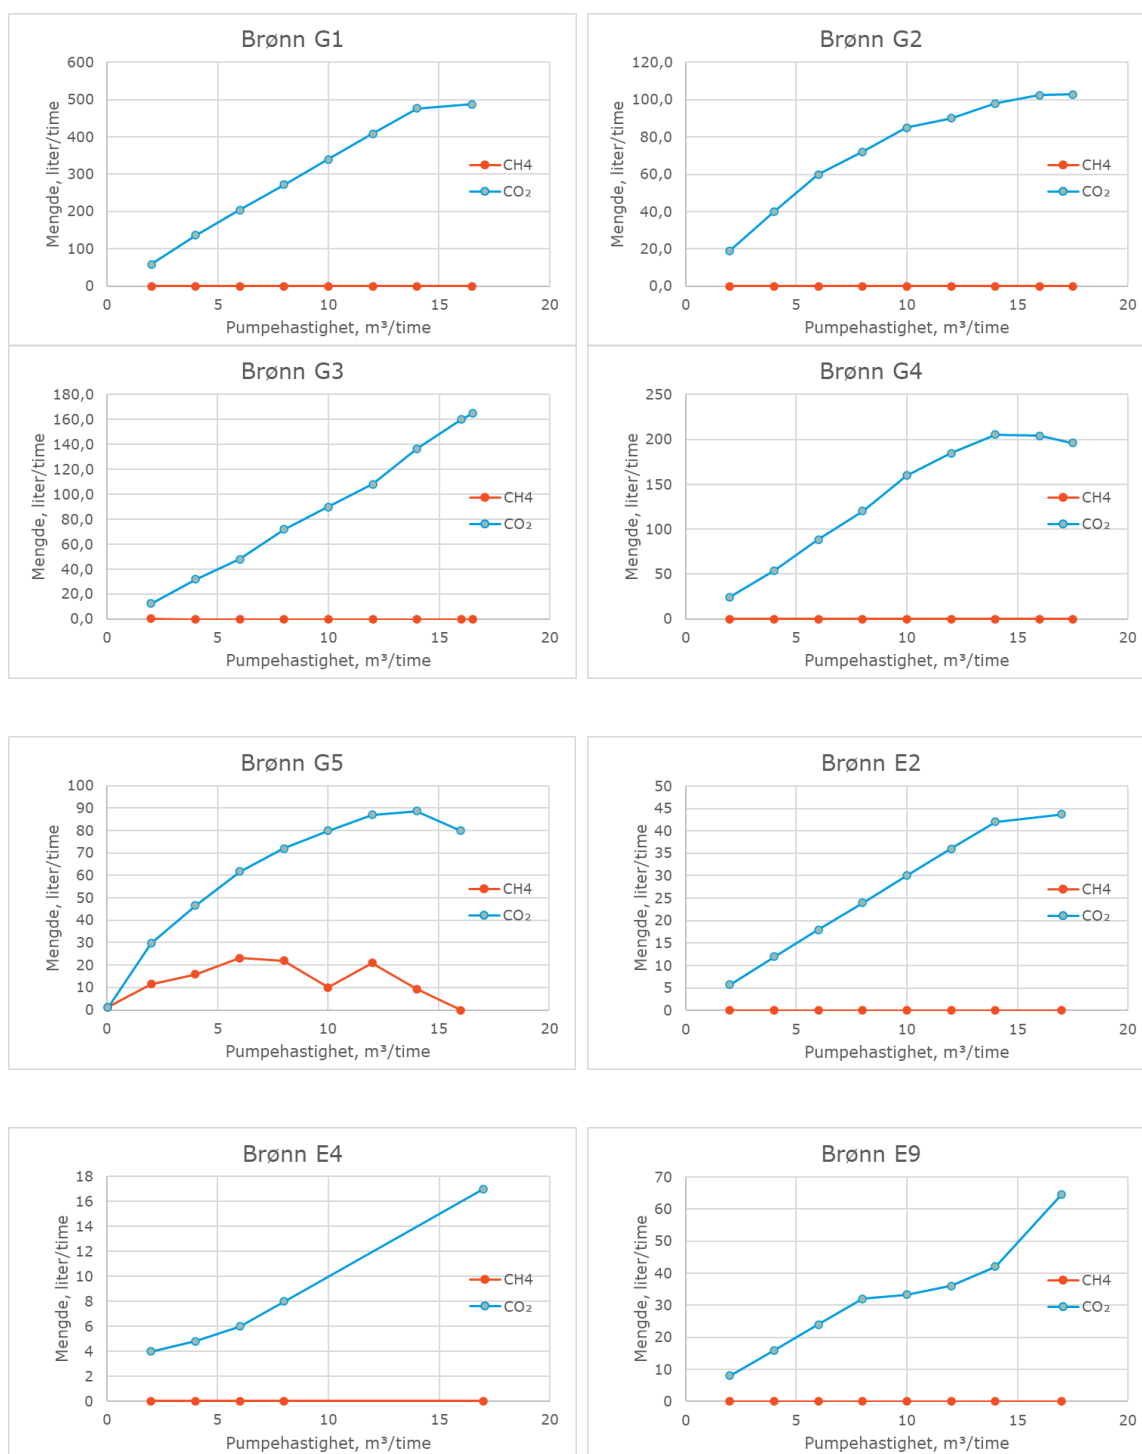 Brønn G1
600
500
400
300
200
100
0
Mengde, liter/time
0 5 10 15 20
Pumpehastighet, m³/time
CH4
CO₂
Brønn G2
120,0
100,0
80,0
60,0
40,0
20,0
0,0
Mengde, liter/time
0 5 10 15 20
Pumpehastighet, m³/time
CH4
CO₂
Brønn G3
180,0
160,0
140,0
120,0
100,0
80,0
60,0
40,0
20,0
0,0
Mengde, liter/time
0 5 10 15 20
Pumpehastighet, m³/time
CH4
CO₂
Brønn G4
250
200
150
100
50
0
Mengde, liter/time
0 5 10 15 20
Pumpehastighet, m³/time
CH4
CO₂
Brønn G5
100
90
80
70
60
50
40
30
20
10
0
Mengde, liter/time
0 5 10 15 20
Pumpehastighet, m³/time
CH4
CO₂
Brønn E2
50
45
40
35
30
25
20
15
10
5
0
Mengde, liter/time
0 5 10 15 20
Pumpehastighet, m³/time
CH4
CO₂
Brønn E4
18
16
14
12
10
8
6
4
2
0
Mengde, liter/time
0 5 10 15 20
Pumpehastighet, m³/time
CH4
CO₂
Brønn E9
70
60
50
40
30
20
10
0
Mengde, liter/time
0 5 10 15 20
Pumpehastighet, m³/time
CH4
CO₂